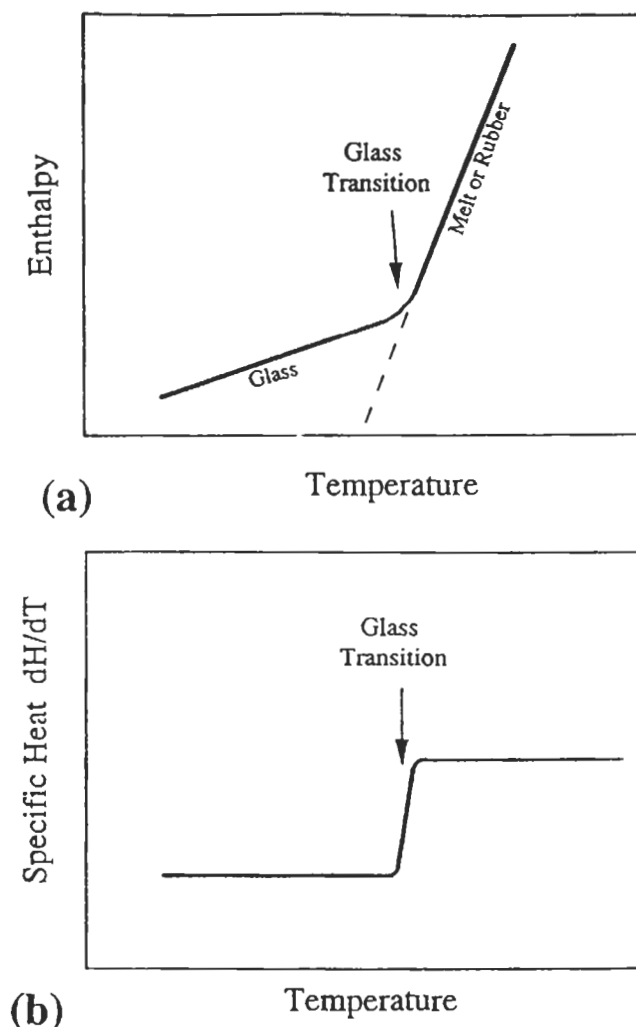 Enthalpy
Glass
Transition
Melt or Rubber
Glass
Temperature
(a)
Specific Heat dH/dT
Glass
Transition
Temperature
(b)